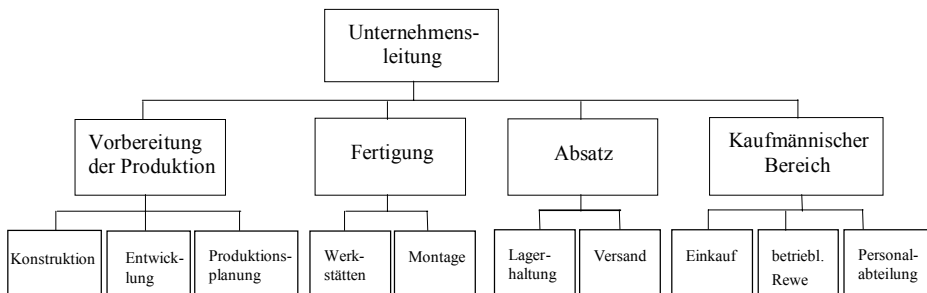 Unternehmens-
leitung
Vorbereitung
der Produktion
Fertigung
Absatz
Kaufmännischer
Bereich
Konstruktion
Entwick-
lung
Produktions-
planung
Werk-
stätten
Montage
Lager-
haltung
Versand
Einkauf
betriebl.
Rewe
Personal-
abteilung